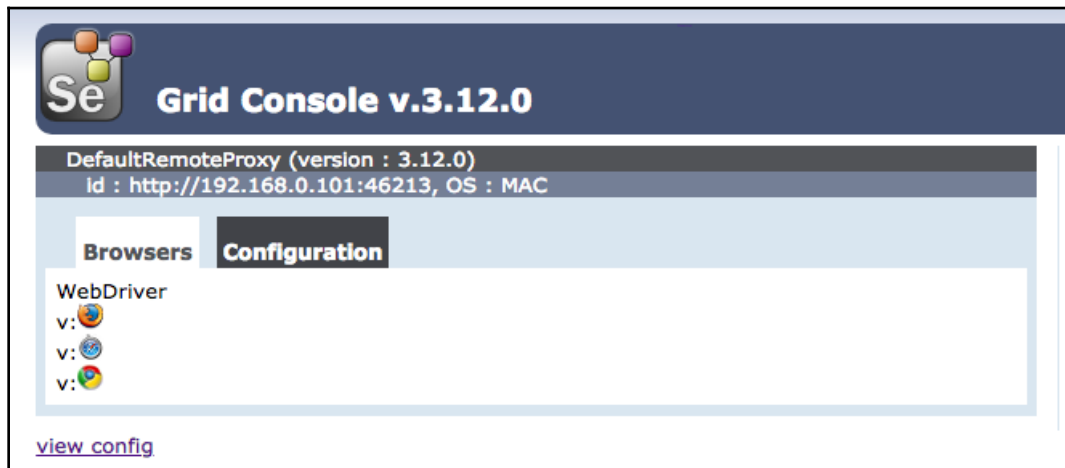 Se
Grid Console v.3.12.0
DefaultRemoteProxy (version : 3.12.0)
id : http://192.168.0.101:46213, OS : MAC
Browsers Configuration
WebDriver
v:
v:
v:
view config